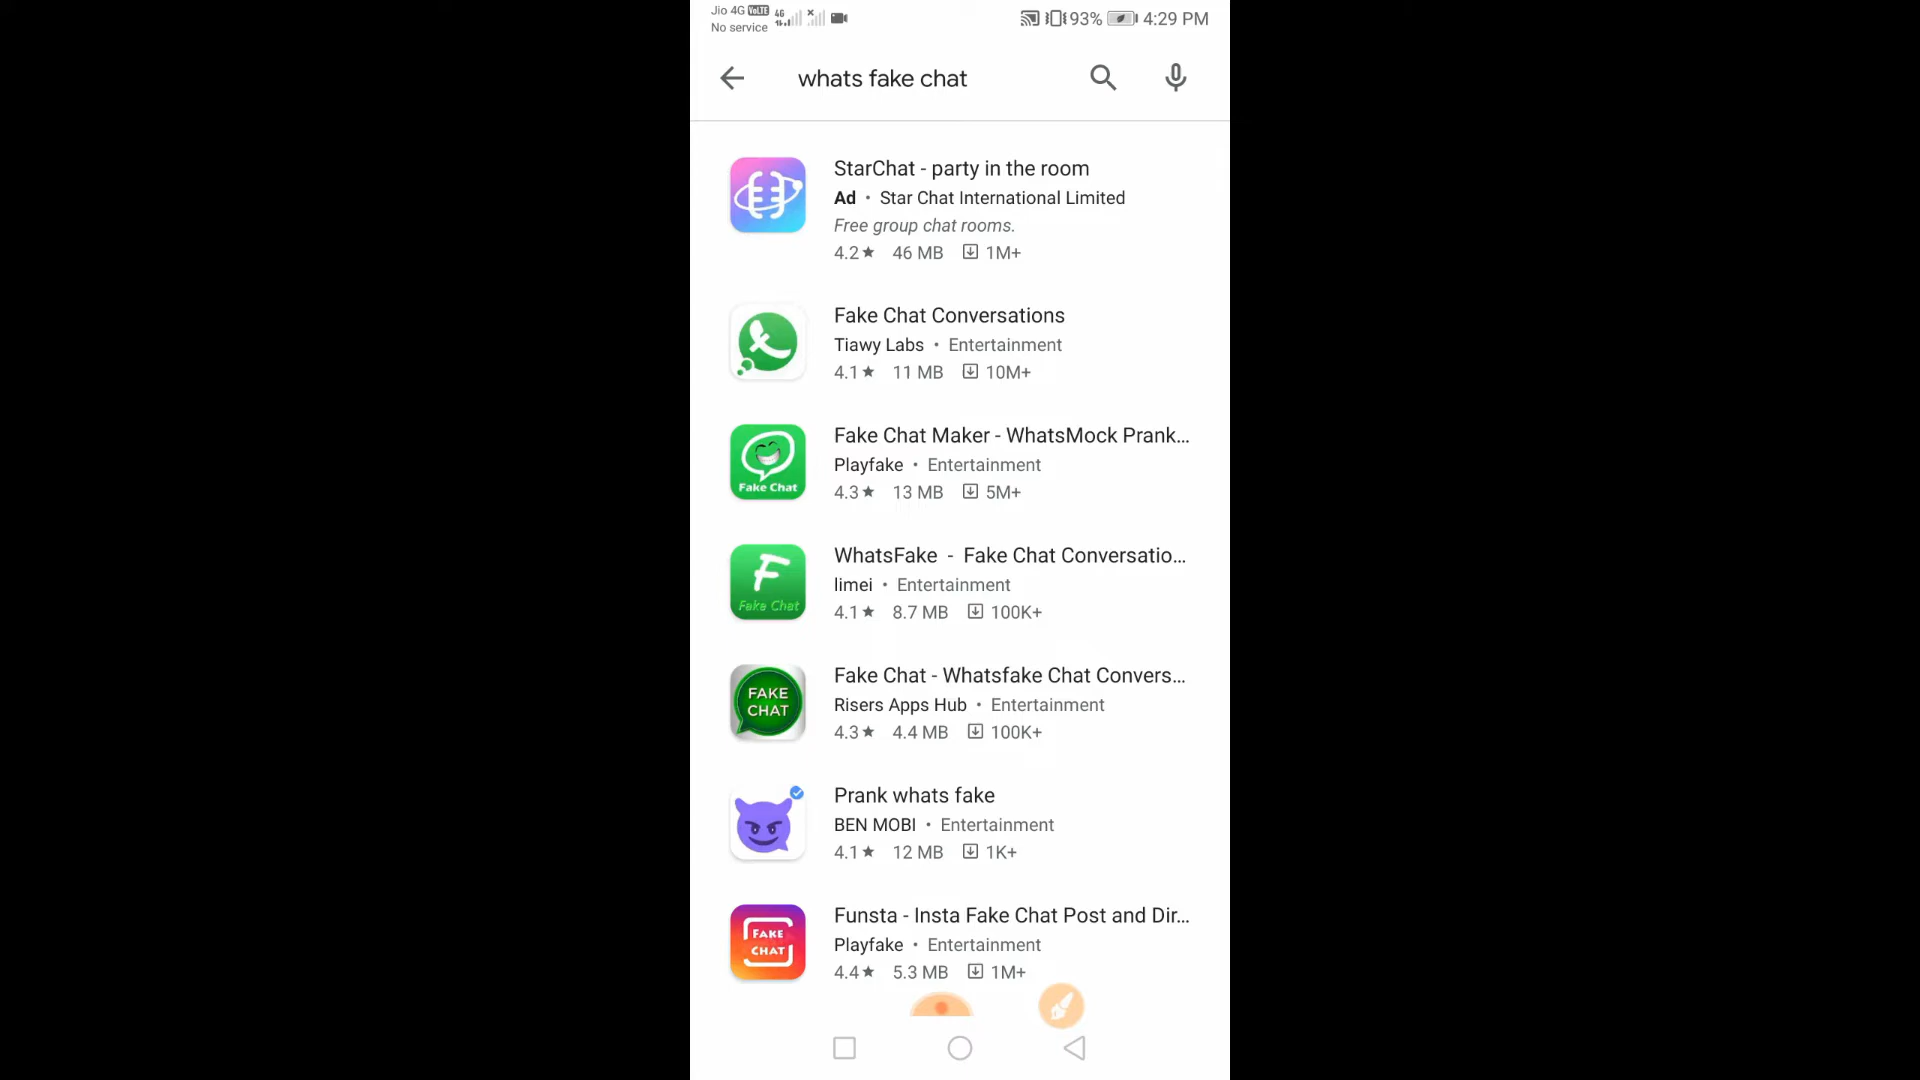 Jio 4G VoLTE 4G 93% 4:29 PM
No service
whats fake chat
StarChat - party in the room
Ad • Star Chat International Limited
Free group chat rooms.
4.2★ 46 MB 1M+
Fake Chat Conversations
Tiawy Labs • Entertainment
4.1★ 11 MB 10M+
Fake Chat Maker - WhatsMock Prank...
Fake Chat
Playfake • Entertainment
4.3★ 13 MB 5M+
WhatsFake - Fake Chat Conversatio...
F
Fake Chat
limei • Entertainment
4.1★ 8.7 MB 100K+
Fake Chat - Whatsfake Chat Convers...
FAKE
CHAT
Risers Apps Hub • Entertainment
4.3★ 4.4 MB 100K+
Prank whats fake
BEN MOBI • Entertainment
4.1★ 12 MB 1K+
Funsta - Insta Fake Chat Post and Dir...
FAKE
CHAT
Playfake • Entertainment
4.4★ 5.3 MB 1M+